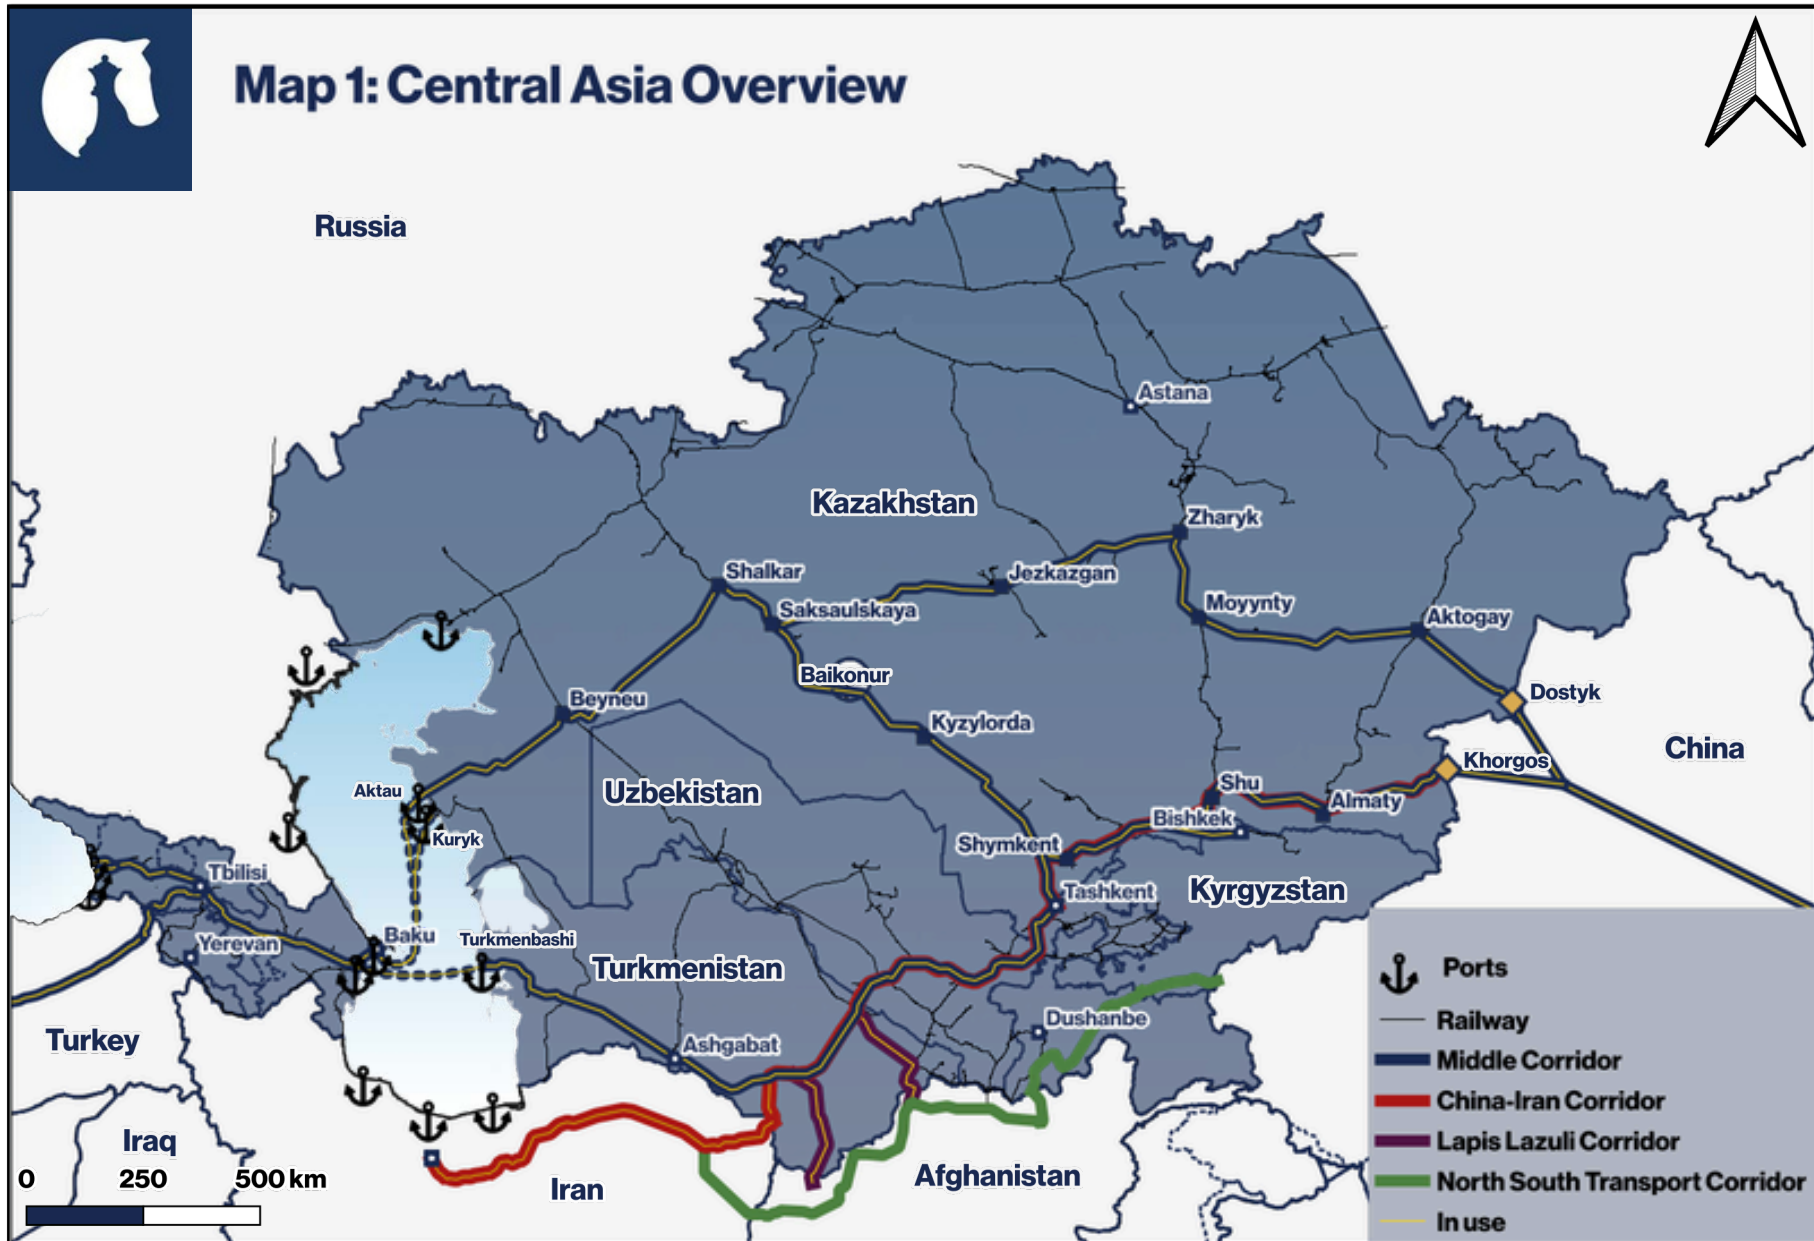 Map 1: Central Asia Overview
Russia
Astana
Kazakhstan
Zharyk
Shalkar
Jezkazgan
Saksaulskaya
Moyynty
Aktogay
Baikonur
Dostyk
Beyneu
Kyzylorda
China
Khorgos
Aktau
Uzbekistan
Shu
Almaty
Bishkek
Kuryk
Shymkent
Tbilisi
Tashkent
Kyrgyzstan
Yerevan
Baku
Turkmenbashi
Turkmenistan
Dushanbe
Turkey
Ashgabat
Iraq
Iran
Afghanistan
0 250 500 km
Ports
Railway
Middle Corridor
China-Iran Corridor
Lapis Lazuli Corridor
North South Transport Corridor
In use